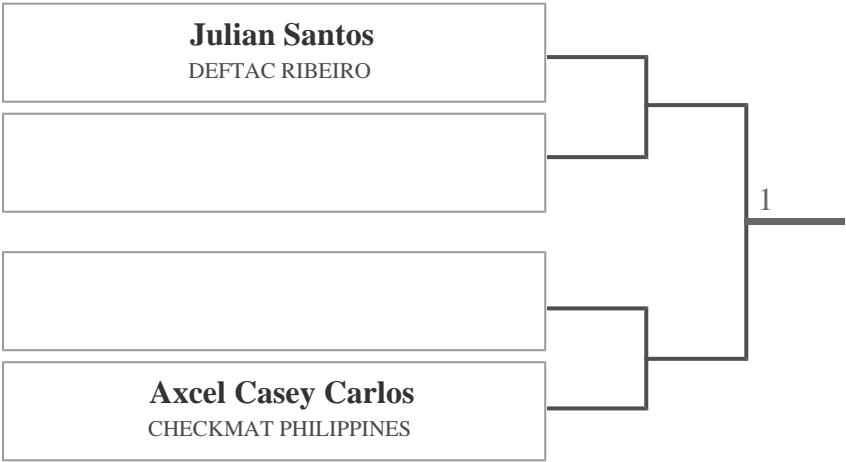 Julian Santos
DEFTAC RIBEIRO
1
Axcel Casey Carlos
CHECKMAT PHILIPPINES